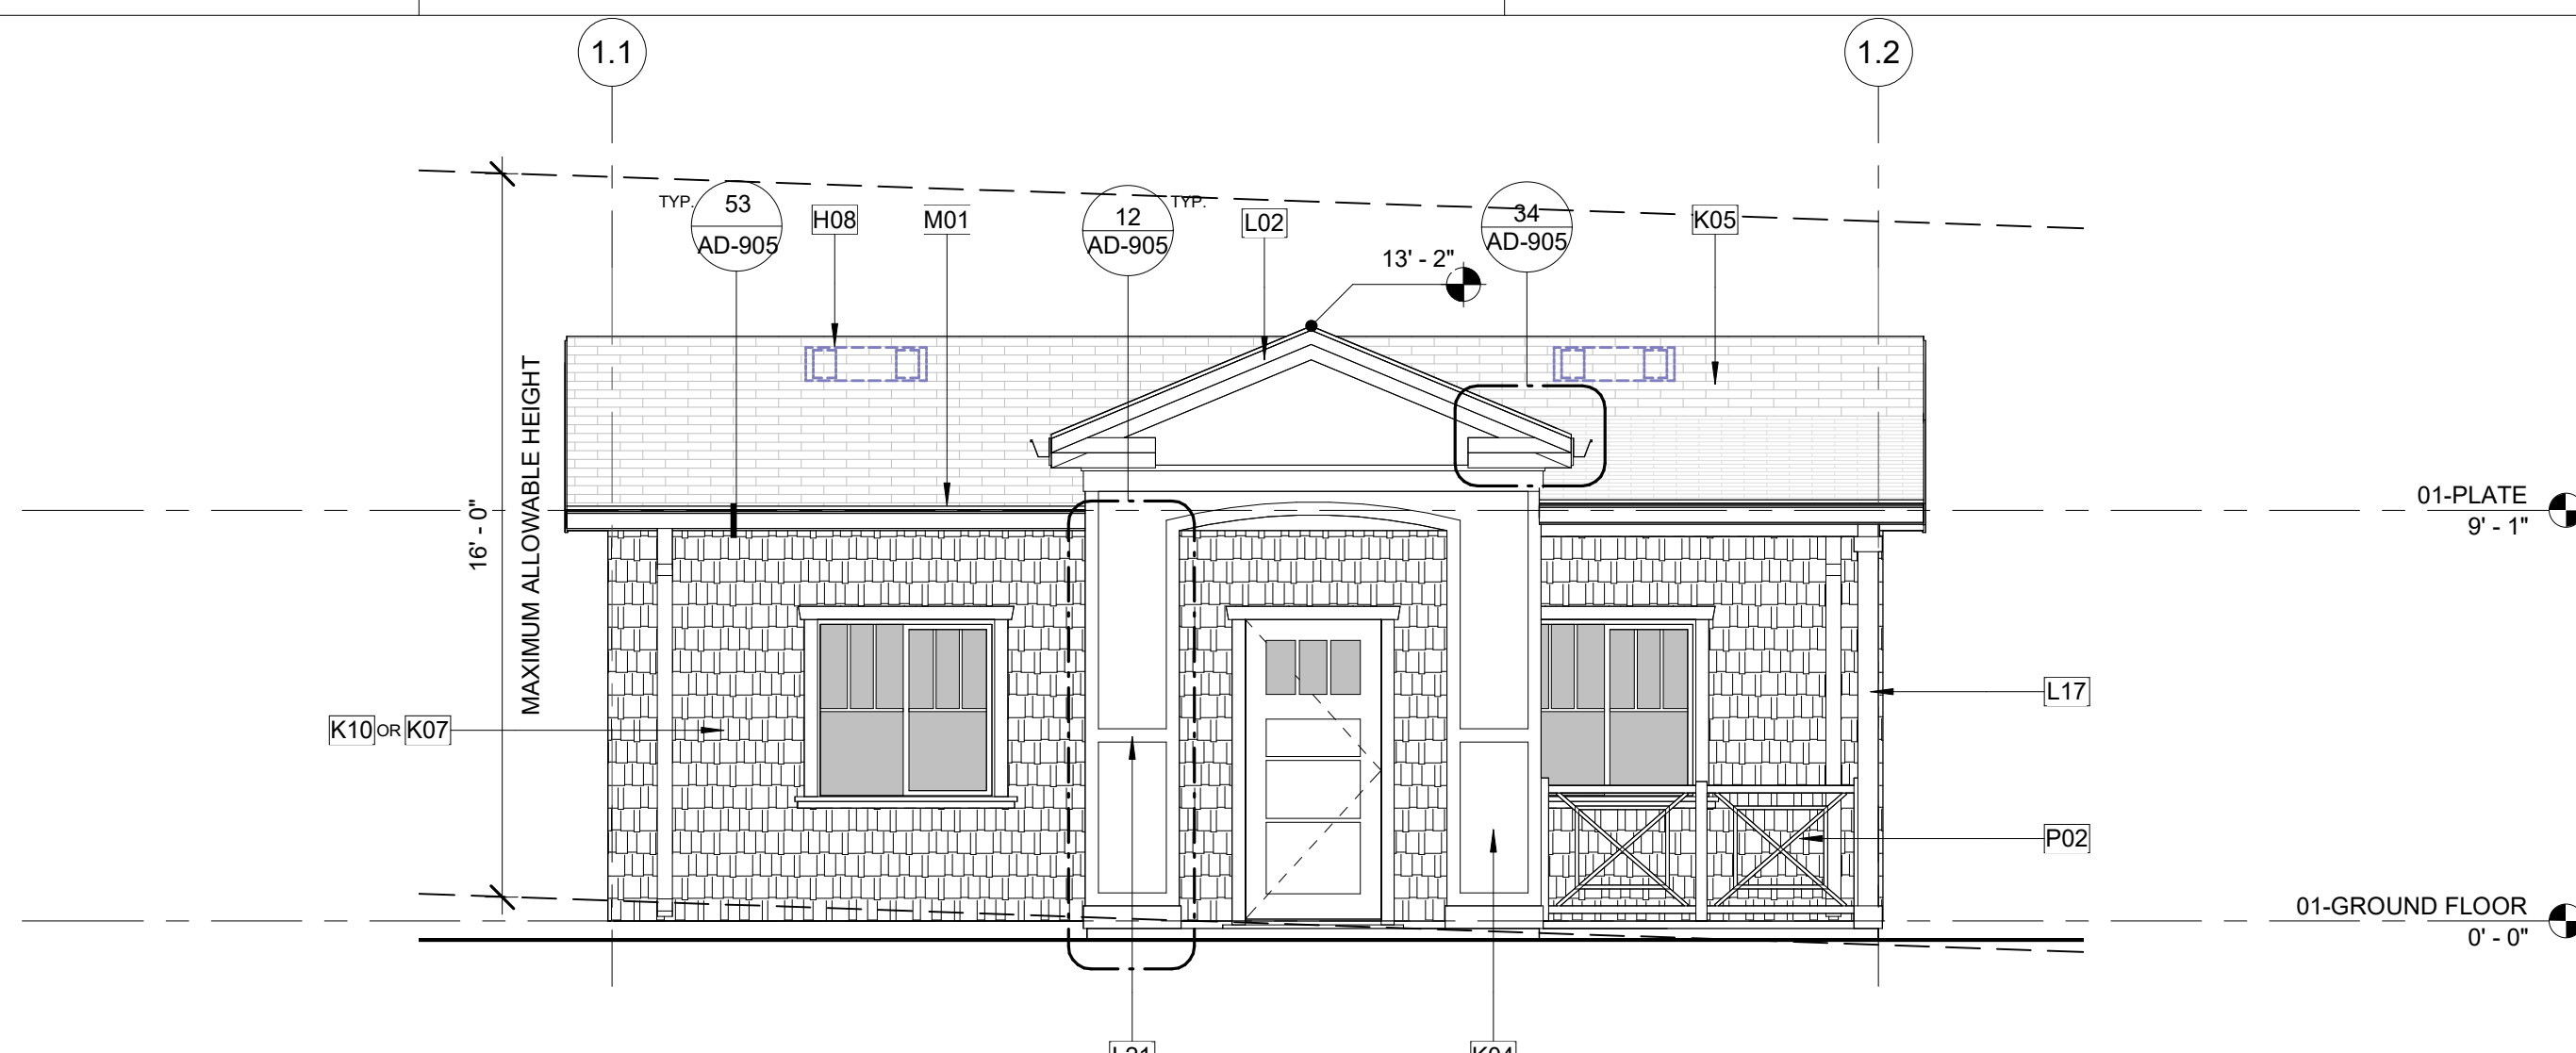 1.1
1.2
TYP.
53
AD-905
H08
M01
12
AD-905
TYP.
L02
34
AD-905
K05
13' - 2"
MAXIMUM ALLOWABLE HEIGHT
16' - 0"
01-PLATE
9' - 1"
L17
K10 OR K07
P02
01-GROUND FLOOR
0' - 0"